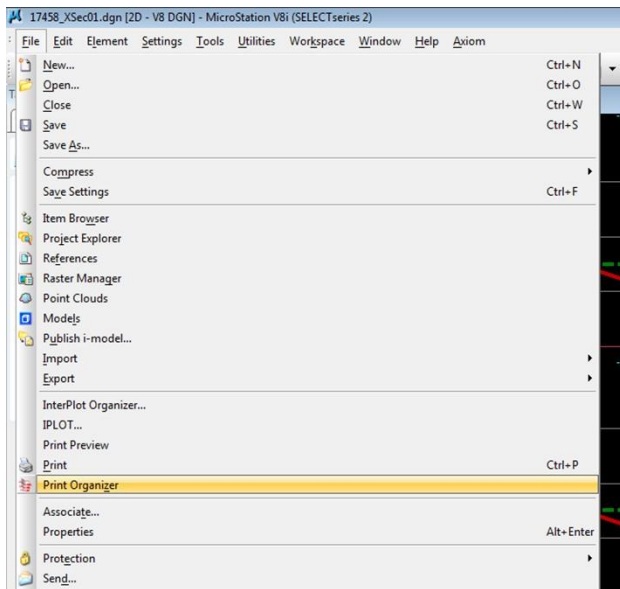 17458_XSec01.dgn [2D - V8 DGN] - MicroStation V8i (SELECTseries 2)
File Edit Element Settings Tools Utilities Workspace Window Help Axiom
New... Ctrl+N
Open... Ctrl+O
Close Ctrl+W
Save Ctrl+S
Save As...
Compress
Save Settings Ctrl+F
Item Browser
Project Explorer
References
Raster Manager
Point Clouds
Models
Publish i-model...
Import
Export
InterPlot Organizer...
IPLOT...
Print Preview
Print Ctrl+P
Print Organizer
Associate...
Properties Alt+Enter
Protection
Send...